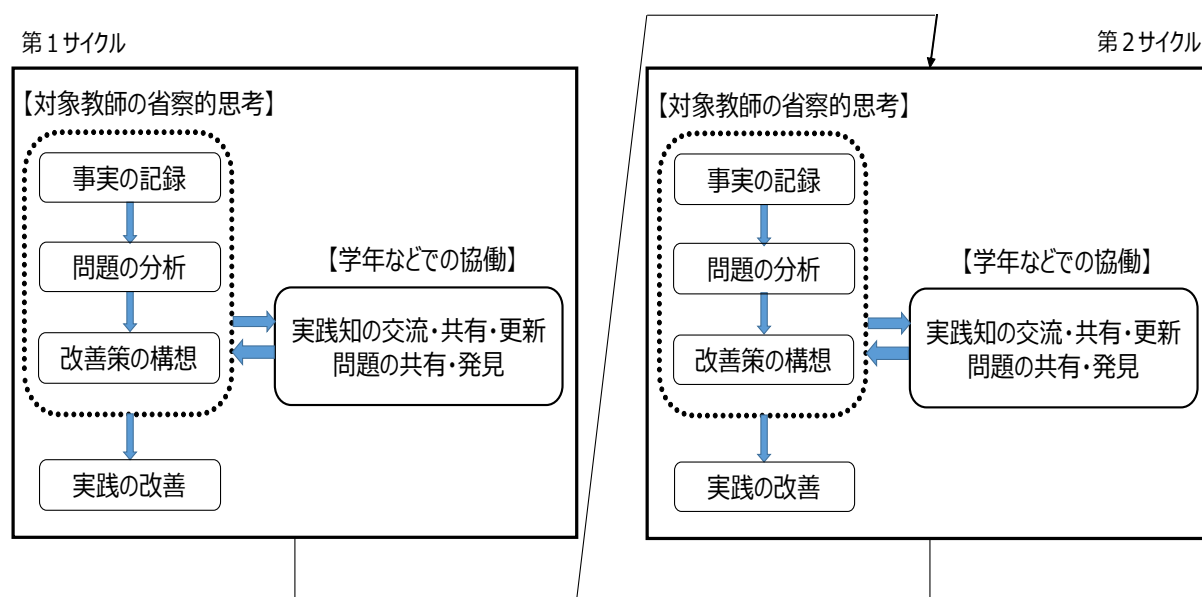 第1サイクル
【対象教師の省察的思考】
事実の記録
問題の分析
改善策の構想
実践の改善
【学年などでの協働】
実践知の交流・共有・更新
問題の共有・発見
第2サイクル
【対象教師の省察的思考】
事実の記録
問題の分析
改善策の構想
実践の改善
【学年などでの協働】
実践知の交流・共有・更新
問題の共有・発見